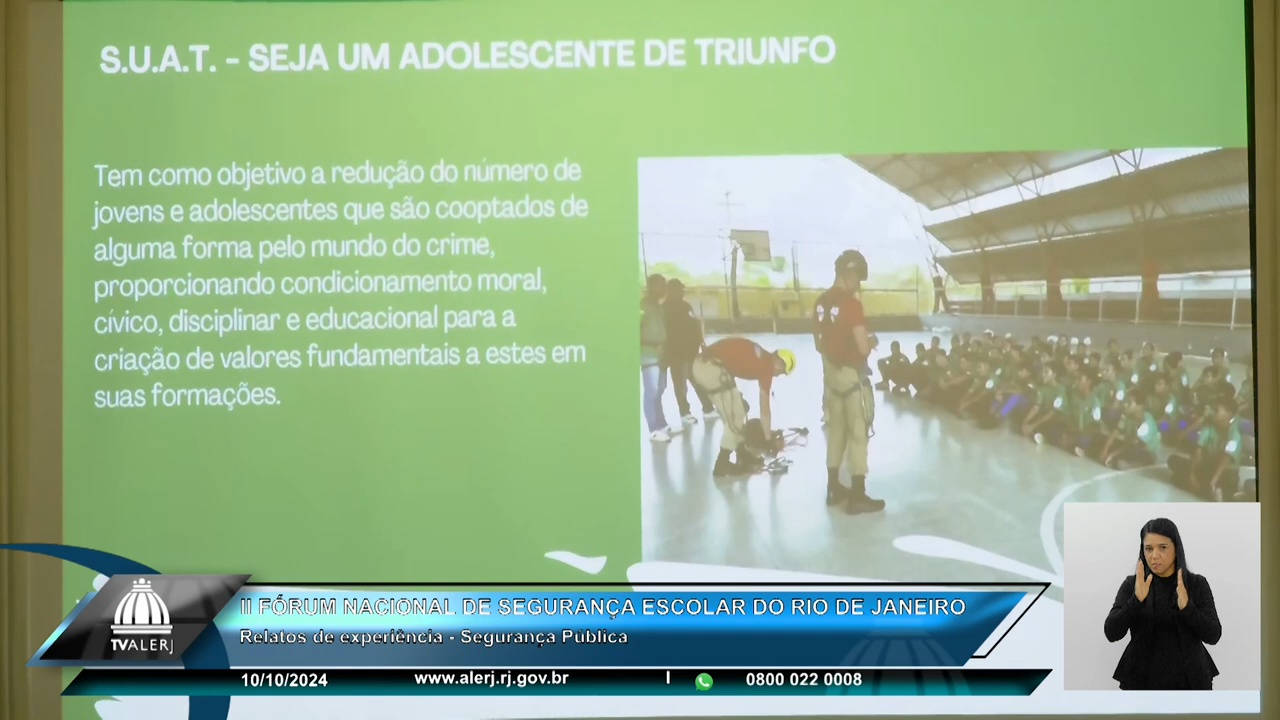 S.U.A.T. - SEJA UM ADOLESCENTE DE TRIUNFO
Tem como objetivo a redução do número de
jovens e adolescentes que são cooptados de
alguma forma pelo mundo do crime,
proporcionando condicionamento moral,
cívico, disciplinar e educacional para a
criação de valores fundamentais a estes em
suas formações.
II FÓRUM NACIONAL DE SEGURANÇA ESCOLAR DO RIO DE JANEIRO
Relatos de experiência - Segurança Pública
TVALERJ
10/10/2024 www.alerj.rj.gov.br | 0800 022 0008